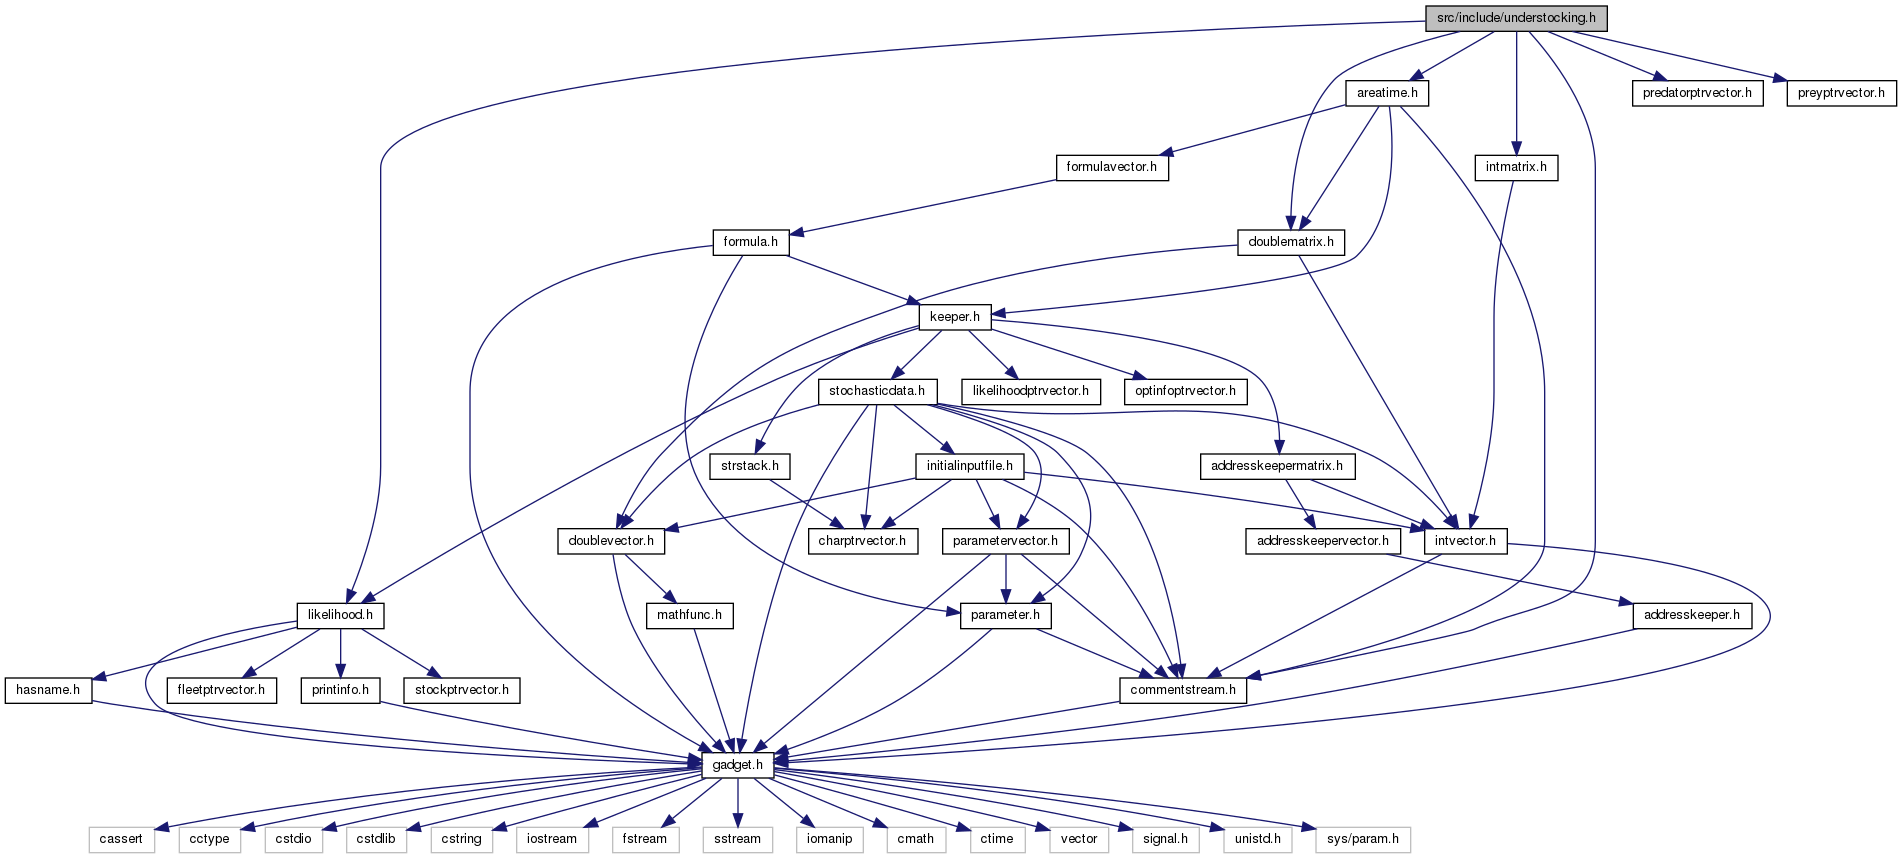 src/include/understocking.h
areatime.h
predatorptrvector.h
preyptrvector.h
formulavector.h
intmatrix.h
formula.h
doublematrix.h
keeper.h
stochasticdata.h
likelihoodptrvector.h
optinfoptrvector.h
strstack.h
initialinputfile.h
addresskeepermatrix.h
doublevector.h
charptrvector.h
parametervector.h
addresskeepervector.h
intvector.h
likelihood.h
mathfunc.h
parameter.h
addresskeeper.h
hasname.h
fleetptrvector.h
printinfo.h
stockptrvector.h
commentstream.h
gadget.h
cassert
cctype
cstdio
cstdlib
cstring
iostream
fstream
sstream
iomanip
cmath
ctime
vector
signal.h
unistd.h
sys/param.h